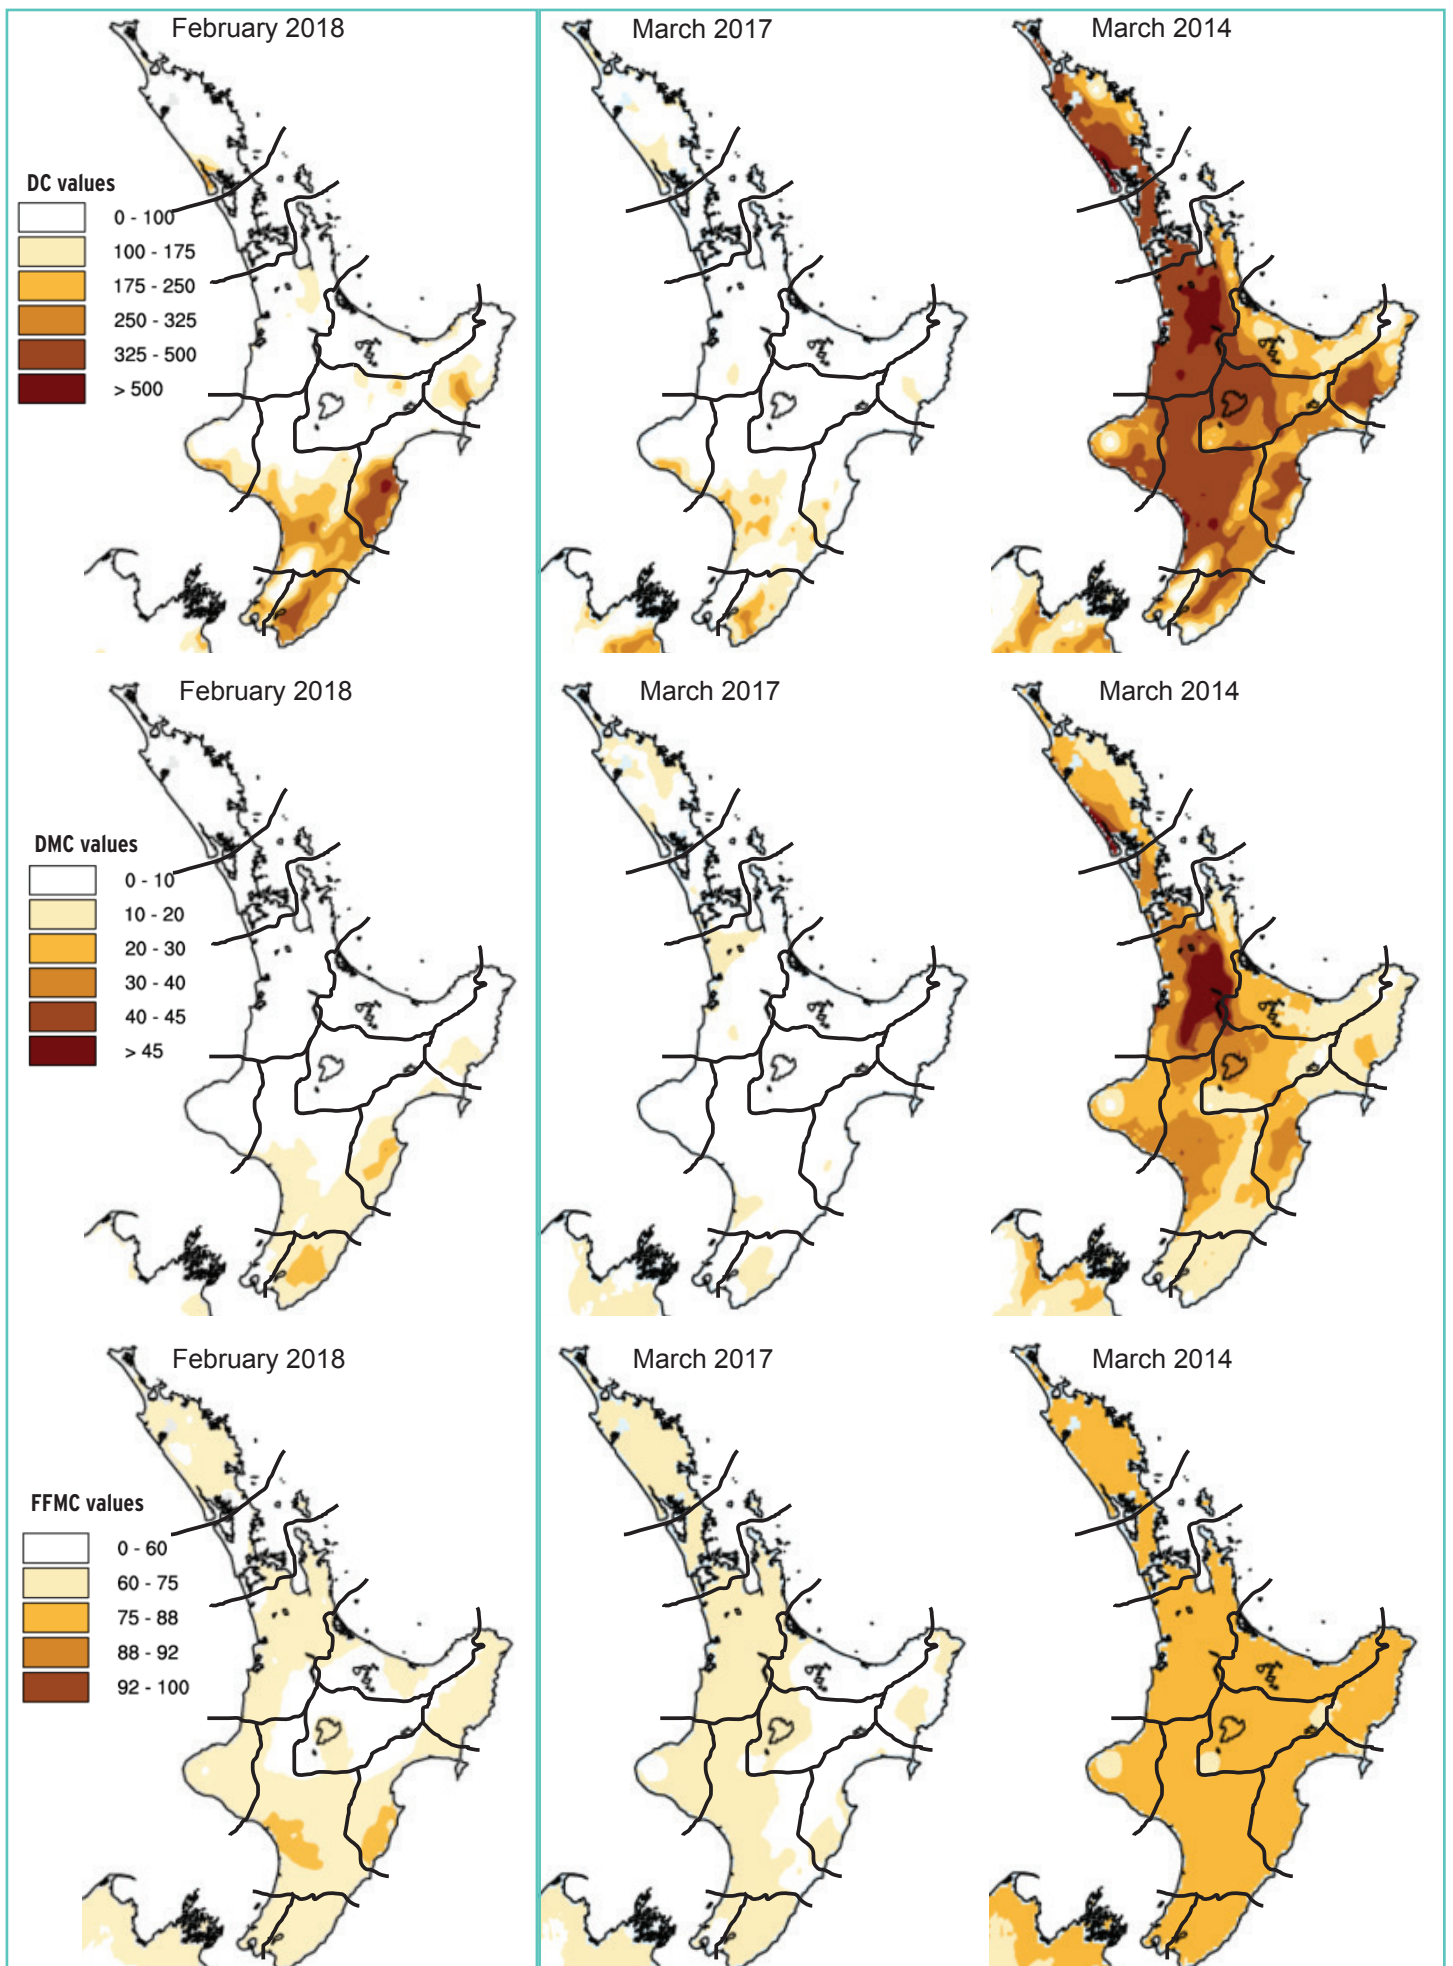 February 2018
March 2017
March 2014
DC values
0 - 100
100 - 175
175 - 250
250 - 325
325 - 500
> 500
February 2018
March 2017
March 2014
DMC values
0 - 10
10 - 20
20 - 30
30 - 40
40 - 45
> 45
February 2018
March 2017
March 2014
FFMC values
0 - 60
60 - 75
75 - 88
88 - 92
92 - 100